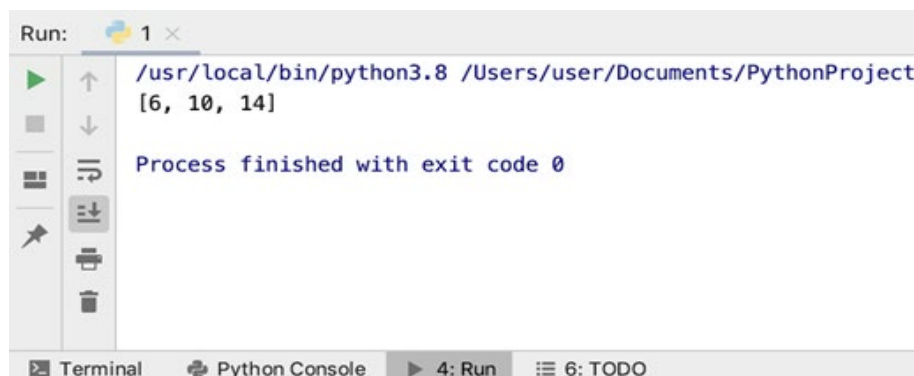 Run: 1
/usr/local/bin/python3.8 /Users/user/Documents/PythonProject
[6, 10, 14]
Process finished with exit code 0
Terminal Python Console 4: Run 6: TODO